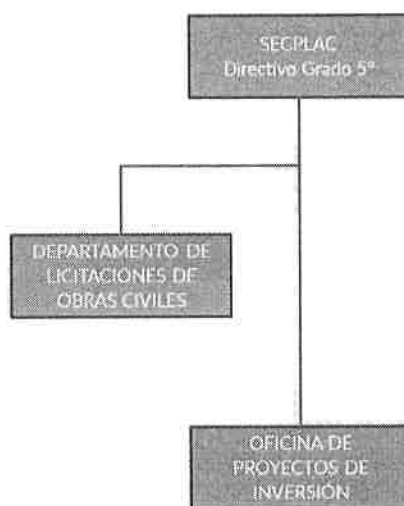 SECPLAC
Directivo Grado 5°
DEPARTAMENTO DE
LICITACIONES DE
OBRAS CIVILES
OFICINA DE
PROYECTOS DE
INVERSIÓN